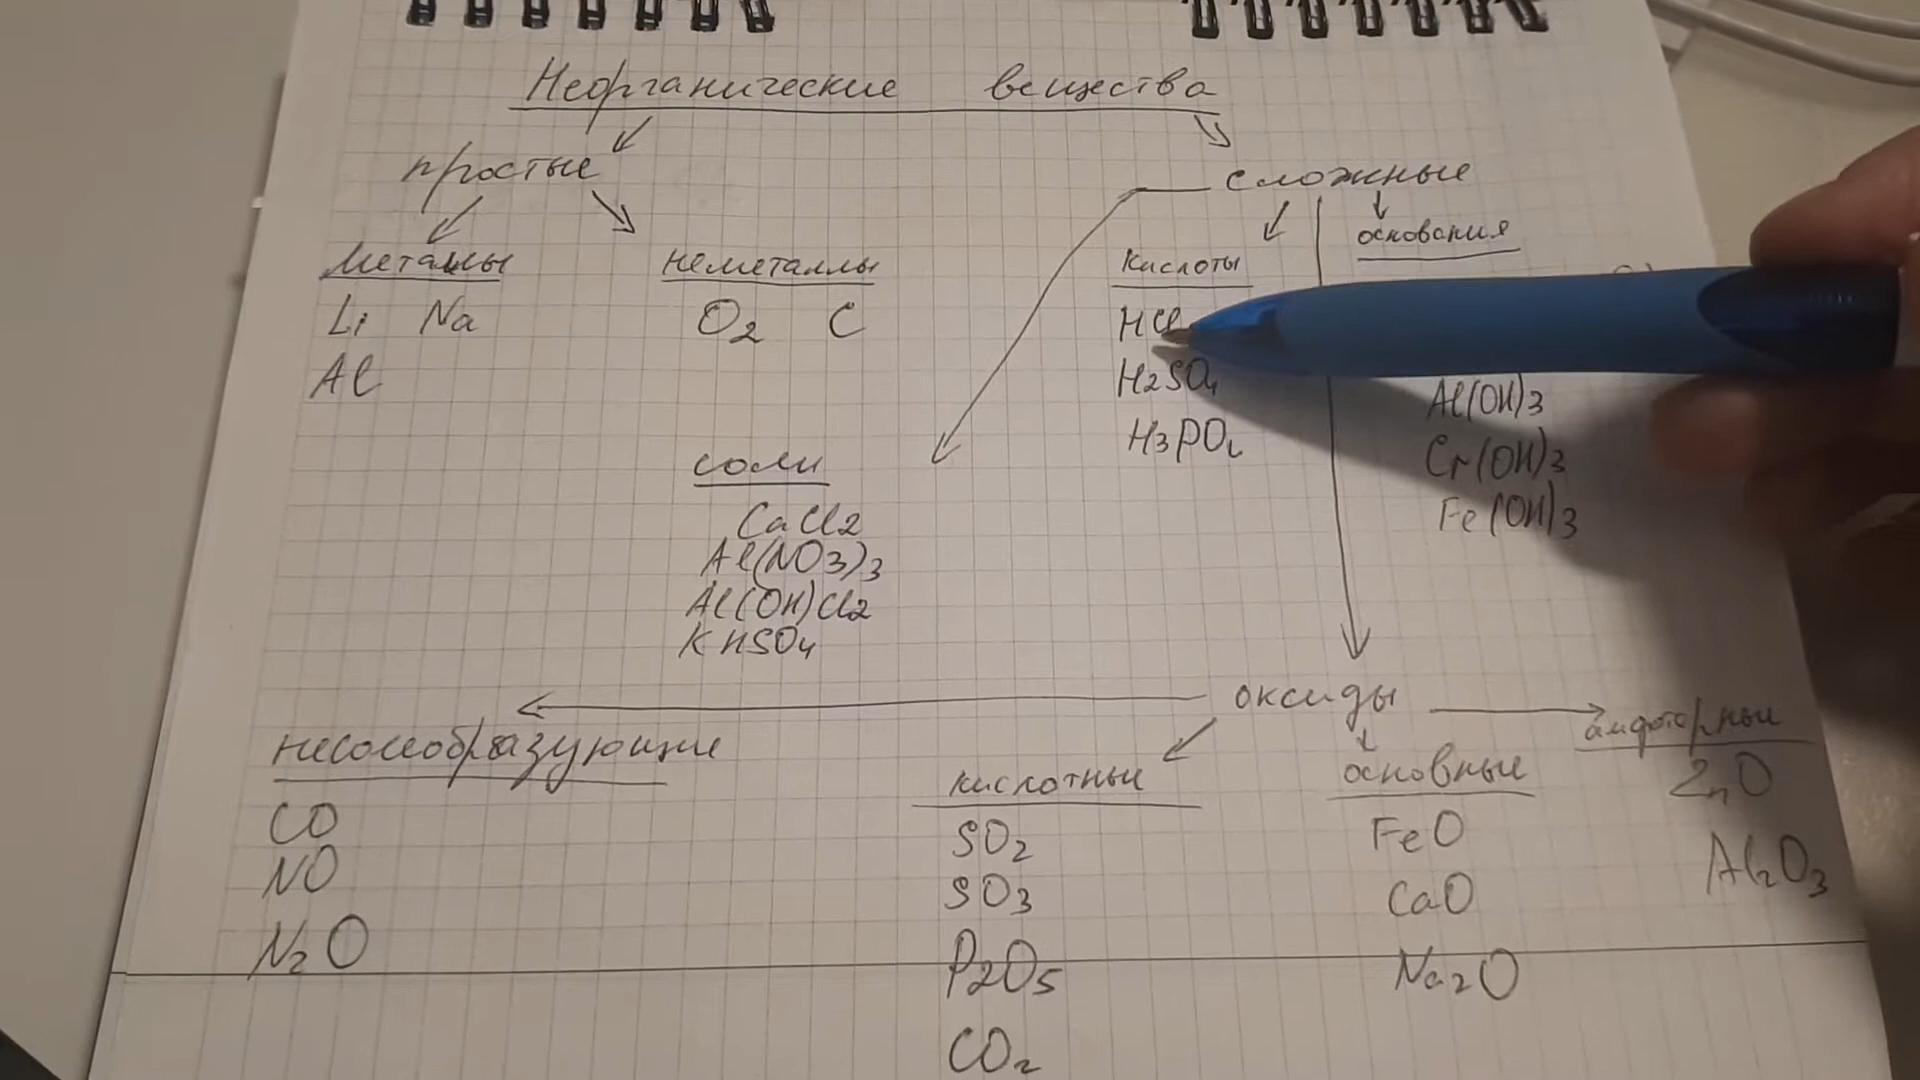 Неорганические вещества
простые
сложные
металлы
неметаллы
кислоты
основания
Li Na
O2 C
HCl
Al
H2SO4
Al(OH)3
H3PO4
Cr(OH)3
соли
Fe(OH)3
CaCl2
Al(NO3)3
Al(OH)Cl2
KHSO4
оксиды
несолеобразующие
кислотные
основные
амфотерные
CO
SO2
FeO
ZnO
NO
SO3
CaO
Al2O3
N2O
P2O5
Na2O
CO2